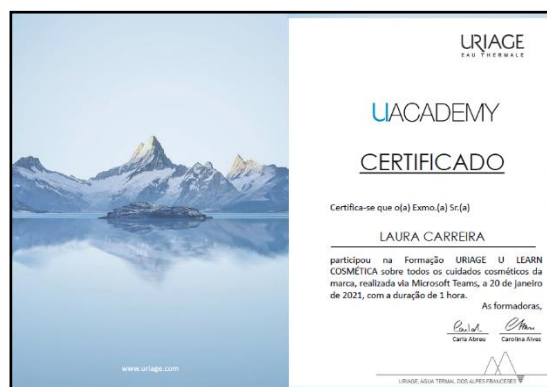 URIAGE
EAU THERMALE
UACADEMY
CERTIFICADO
Certifica-se que o(a) Exmo.(a) Sr.(a)
LAURA CARREIRA
participou na Formação URIAGE U LEARN
COSMÉTICA sobre todos os cuidados cosméticos da
marca, realizada via Microsoft Teams, a 20 de janeiro
de 2021, com a duração de 1 hora.
As formadoras,
Carla Abreu Carolina Alves
www.uriage.com
URIAGE, ÁGUA TERMAL DOS ALPES FRANCESES